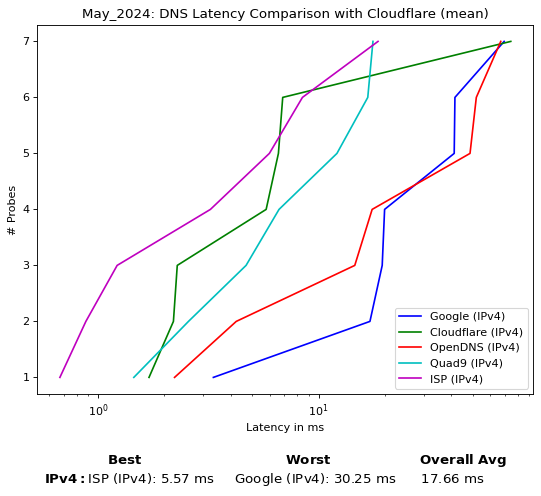 May_2024: DNS Latency Comparison with Cloudflare (mean)
7
6
5
4
3
2
1
# Probes
10⁰ 10¹
Latency in ms
Google (IPv4)
Cloudflare (IPv4)
OpenDNS (IPv4)
Quad9 (IPv4)
ISP (IPv4)
Best Worst Overall Avg
IPv4: ISP (IPv4): 5.57 ms Google (IPv4): 30.25 ms 17.66 ms